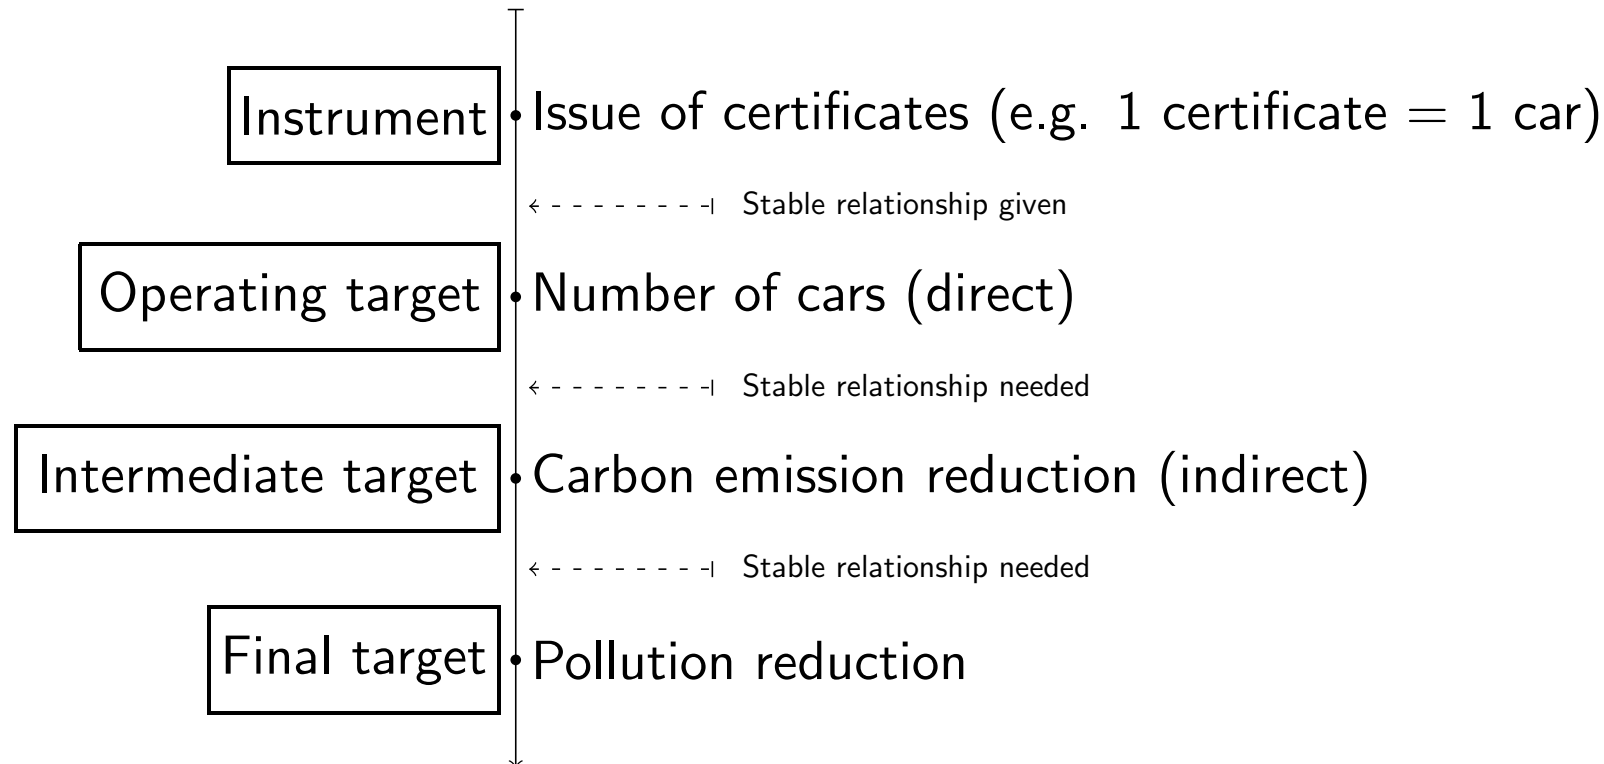 Instrument
Issue of certificates (e.g. 1 certificate = 1 car)
Stable relationship given
Operating target
Number of cars (direct)
Stable relationship needed
Intermediate target
Carbon emission reduction (indirect)
Stable relationship needed
Final target
Pollution reduction